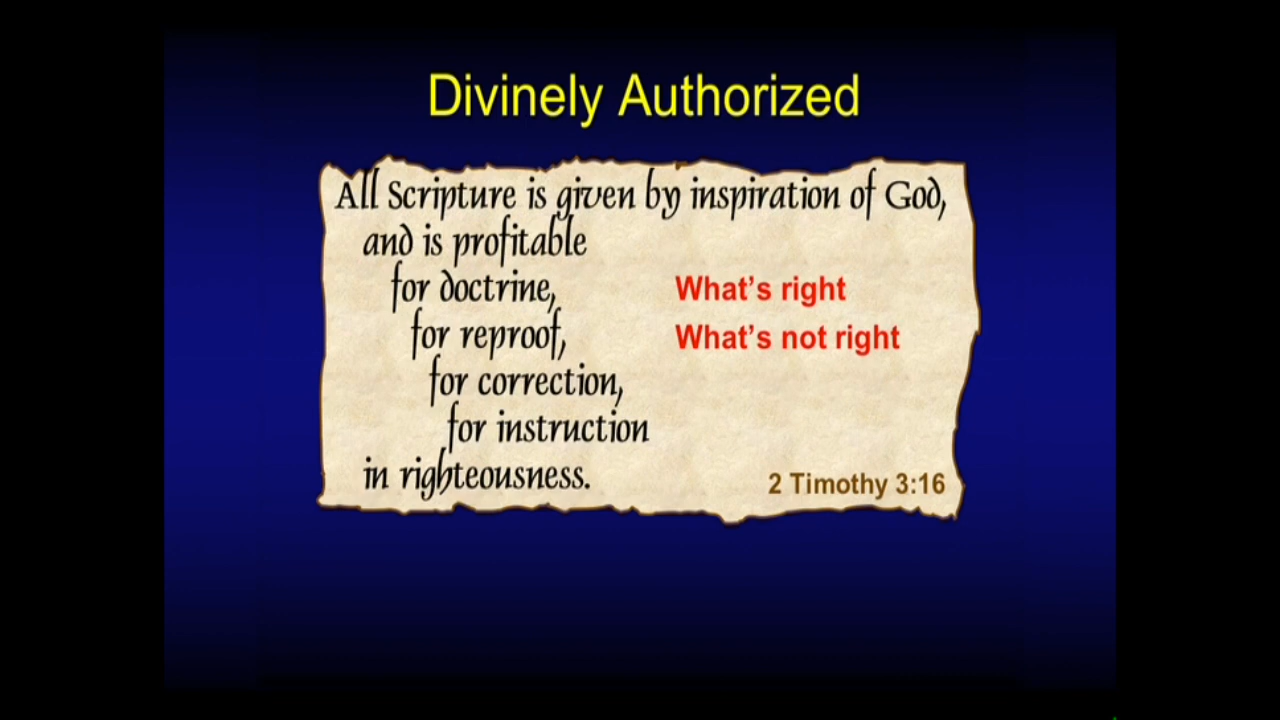 Divinely Authorized
All Scripture is given by inspiration of God,
and is profitable
for doctrine, What's right
for reproof, What's not right
for correction,
for instruction
in righteousness. 2 Timothy 3:16